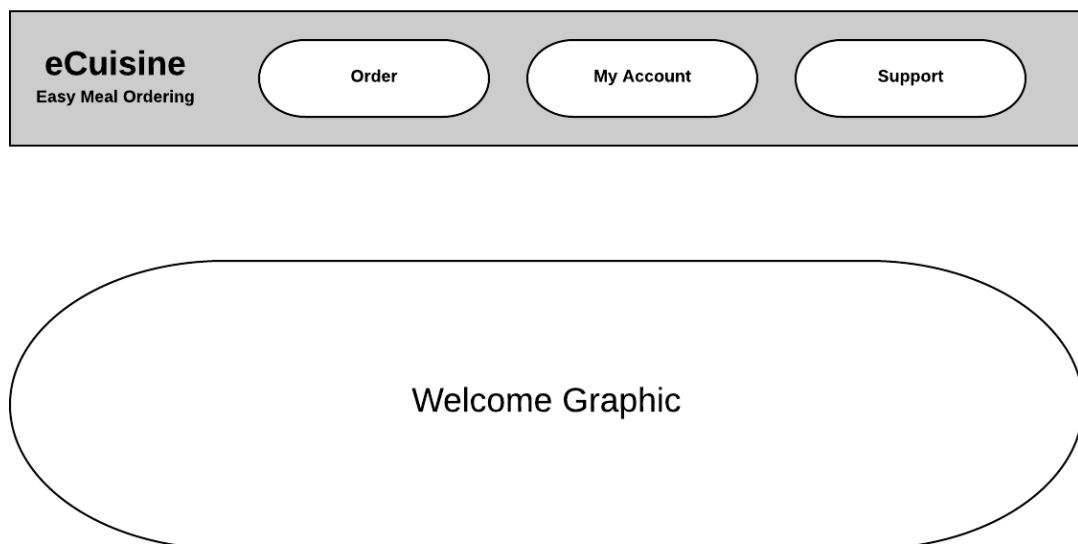 eCuisine
Easy Meal Ordering
Order
My Account
Support
Welcome Graphic